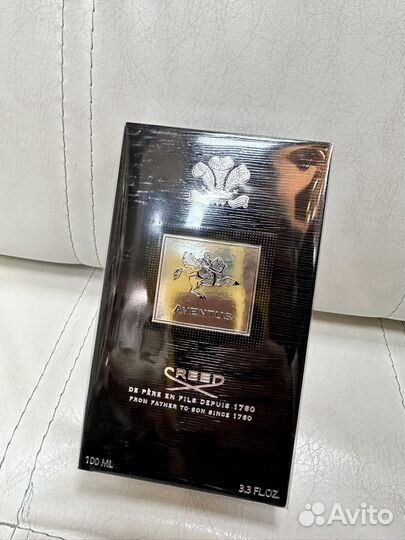 AVENTUS
CREED
DE PÈRE EN FILS DEPUIS 1760
FROM FATHER TO SON SINCE 1760
100 ML
3.3 FL.OZ.
Avito